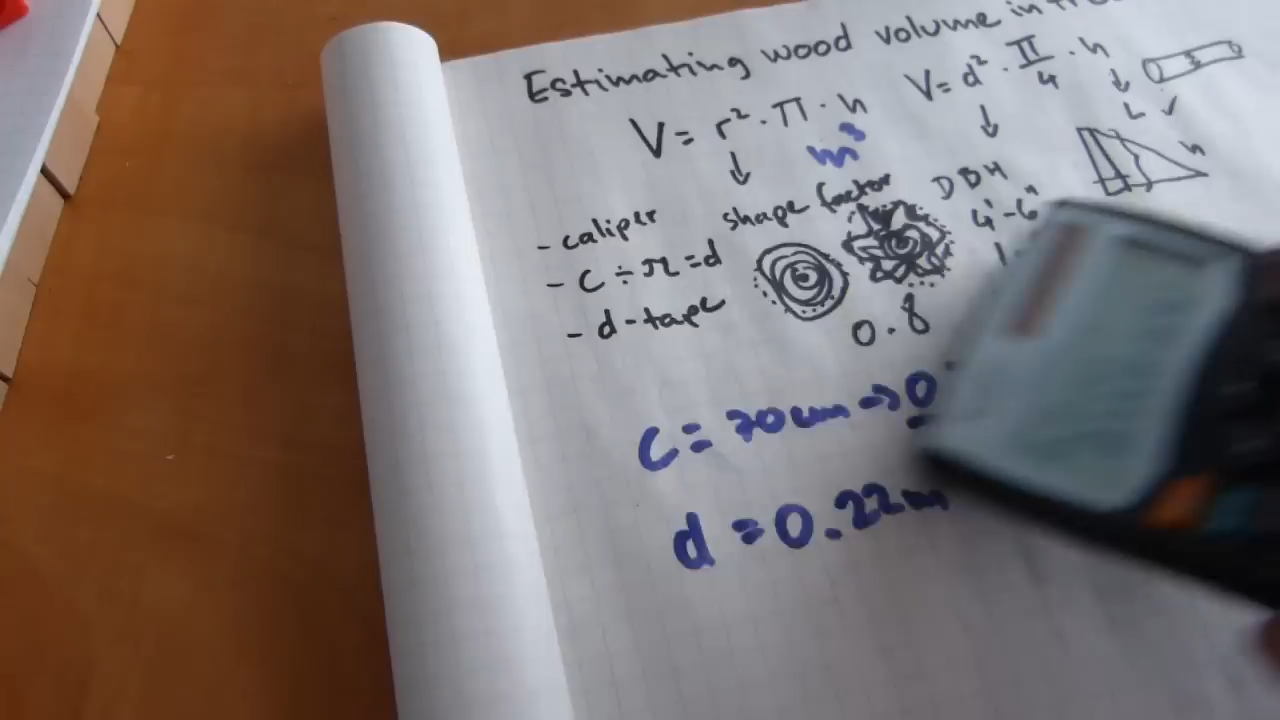 Estimating wood volume in
V = r² · π · h
V = d² · π/4 · h
m³
L
h
DBH
4'-6"
- caliper
shape factor
- C ÷ π = d
- d-tape
0.8
C = 70cm → 0
d = 0.22m